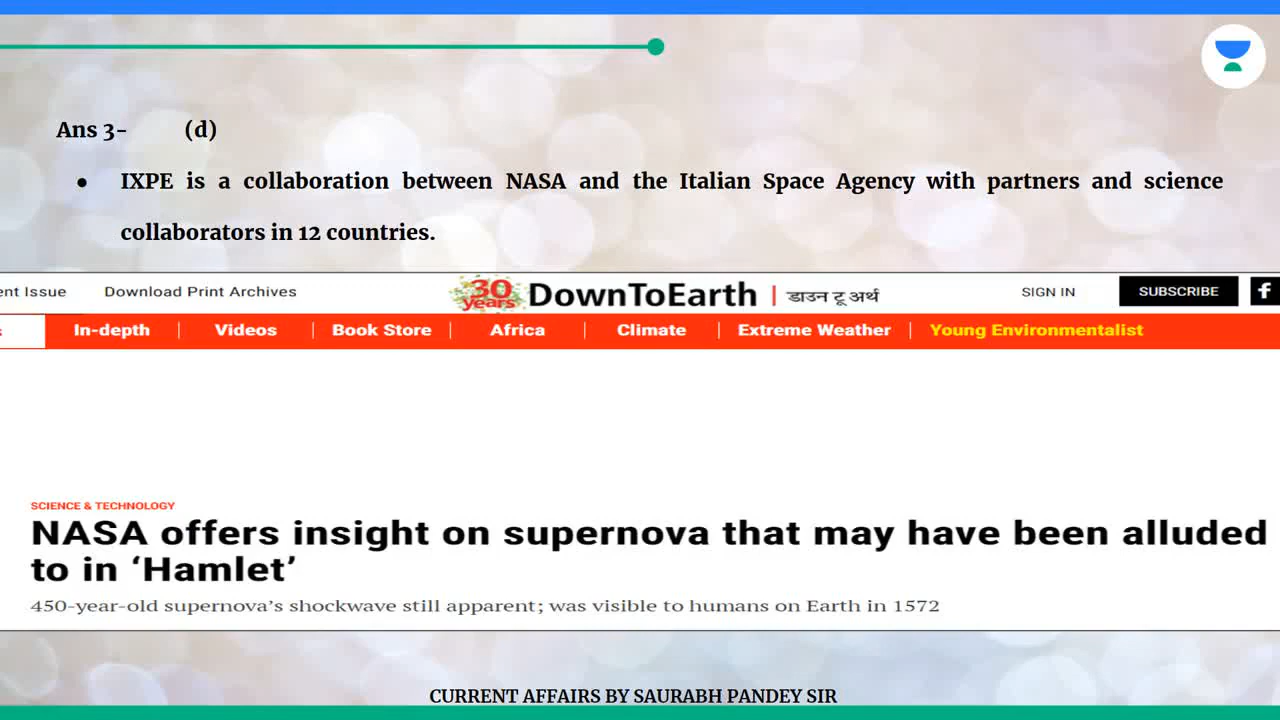 Ans 3- (d)
● IXPE is a collaboration between NASA and the Italian Space Agency with partners and science
collaborators in 12 countries.
ent Issue Download Print Archives 30 years DownToEarth | डाउन टू अर्थ SIGN IN SUBSCRIBE f
In-depth | Videos | Book Store | Africa | Climate | Extreme Weather | Young Environmentalist
SCIENCE & TECHNOLOGY
NASA offers insight on supernova that may have been alluded
to in ‘Hamlet’
450-year-old supernova’s shockwave still apparent; was visible to humans on Earth in 1572
CURRENT AFFAIRS BY SAURABH PANDEY SIR